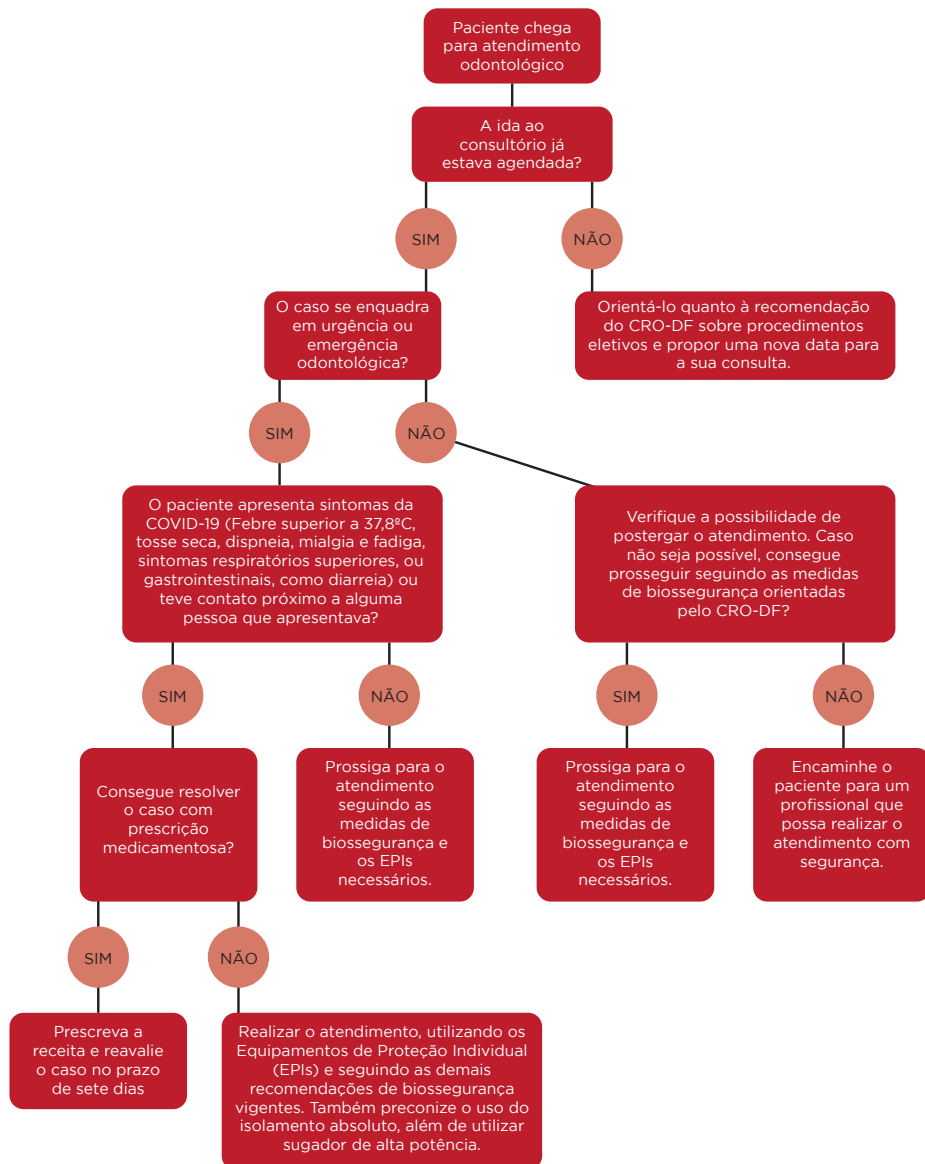 Paciente chega
para atendimento
odontológico
A ida ao
consultório já
estava agendada?
SIM
NÃO
O caso se enquadra
em urgência ou
emergência
odontológica?
Orientá-lo quanto à recomendação
do CRO-DF sobre procedimentos
eletivos e propor uma nova data para
a sua consulta.
SIM
NÃO
O paciente apresenta sintomas da
COVID-19 (Febre superior a 37,8ºC,
tosse seca, dispneia, mialgia e fadiga,
sintomas respiratórios superiores, ou
gastrointestinais, como diarreia) ou
teve contato próximo a alguma
pessoa que apresentava?
Verifique a possibilidade de
postergar o atendimento. Caso
não seja possível, consegue
prosseguir seguindo as medidas
de biossegurança orientadas
pelo CRO-DF?
SIM
NÃO
SIM
NÃO
Consegue resolver
o caso com
prescrição
medicamentosa?
Prossiga para o
atendimento
seguindo as
medidas de
biossegurança e
os EPIs
necessários.
Prossiga para o
atendimento
seguindo as
medidas de
biossegurança e
os EPIs
necessários.
Encaminhe o
paciente para um
profissional que
possa realizar o
atendimento com
segurança.
SIM
NÃO
Prescreva a
receita e reavalie
o caso no prazo
de sete dias
Realizar o atendimento, utilizando os
Equipamentos de Proteção Individual
(EPIs) e seguindo as demais
recomendações de biossegurança
vigentes. Também preconize o uso do
isolamento absoluto, além de utilizar
sugador de alta potência.